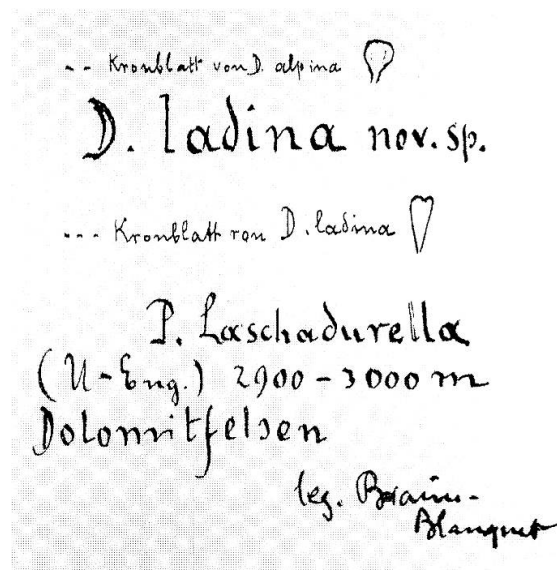 -- Kronblatt von D. alpina
D. ladina nov. sp.
--- Kronblatt von D. ladina
P. Laschadurella
(U-Eng.) 2900-3000 m
Dolomitfelsen
leg. Braun-
Blanquet